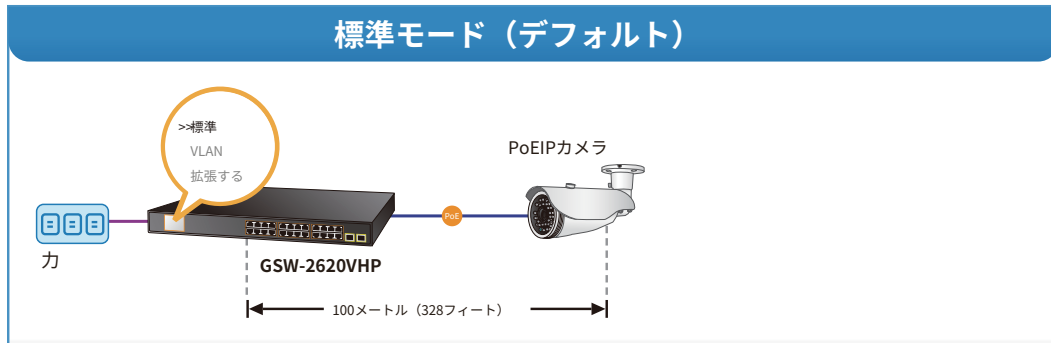 標準モード（デフォルト）
>>標準
VLAN
拡張する
PoEIPカメラ
PoE
力
GSW-2620VHP
100メートル（328フィート）